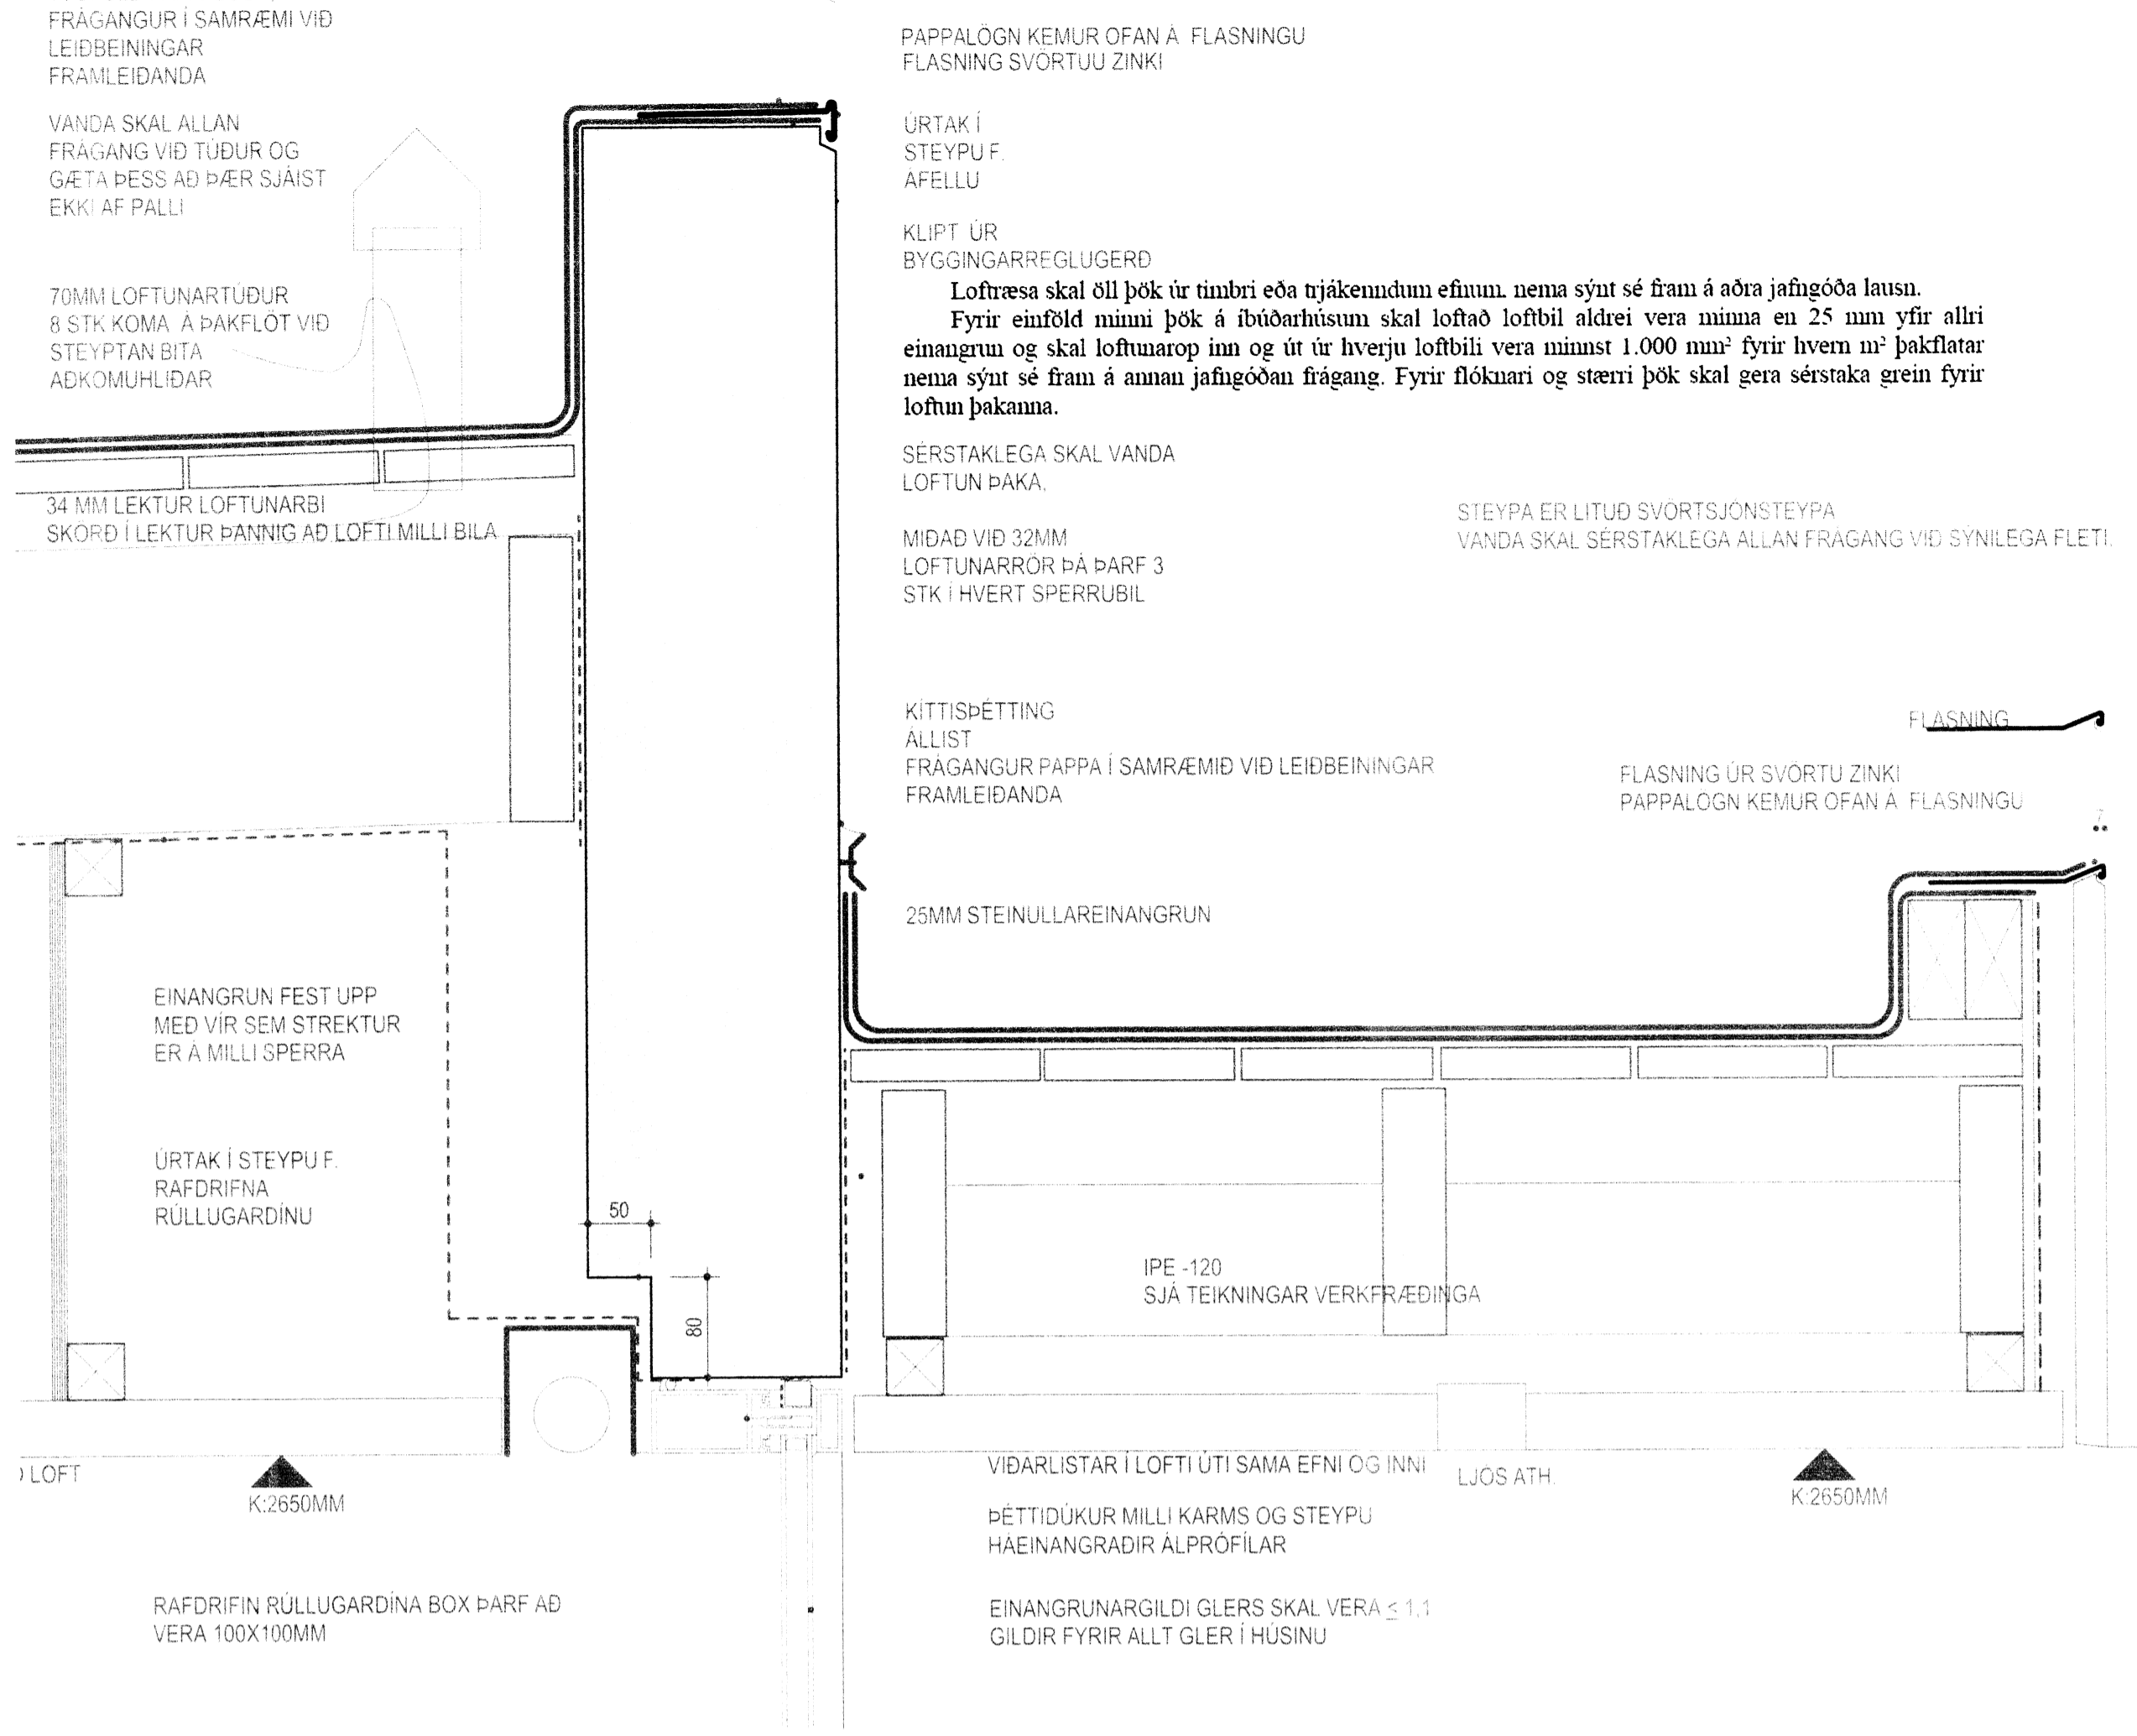 FRÁGANGUR Í SAMRÆMI VIÐ
LEIÐBEININGAR
FRAMLEIÐANDA
VANDA SKAL ALLAN
FRÁGANG VIÐ TÚÐUR OG
GÆTA ÞESS AÐ ÞÆR SJÁIST
EKKI AF PALLI
70MM LOFTUNARTÚÐUR
8 STK KOMA Á ÞAKFLÖT VIÐ
STEYPTAN BITA
AÐKOMUHLIÐAR
34 MM LEKTUR LOFTUNARBI
SKÖRÐ Í LEKTUR ÞANNIG AÐ LOFTI MILLI BILA
PAPPALÖGN KEMUR OFAN Á FLASNINGU
FLASNING SVÖRTUU ZINKI
ÚRTAK Í
STEYPU F.
ÁFELLU
KLIPT ÚR
BYGGINGARREGLUGERÐ
Loftræsa skal öll þök úr timbri eða trjákenndum efnum. nema sýnt sé fram á aðra jafngóða lausn.
Fyrir einföld minni þök á íbúðarhúsum skal loftað loftbil aldrei vera minna en 25 mm yfir allri
einangrun og skal loftunarop inn og út úr hverju loftbili vera minnst 1.000 mm² fyrir hvern m² þakflatar
nema sýnt sé fram á annan jafngóðan frágang. Fyrir flóknari og stærri þök skal gera sérstaka grein fyrir
loftun þakanna.
SÉRSTAKLEGA SKAL VANDA
LOFTUN ÞAKA.
MIÐAÐ VIÐ 32MM
LOFTUNARRÖR ÞÁ ÞARF 3
STK Í HVERT SPERRUBIL
STEYPA ER LITUÐ SVÖRTSJÓNSTEYPA
VANDA SKAL SÉRSTAKLEGA ALLAN FRÁGANG VIÐ SÝNILEGA FLETI.
KÍTTISÞÉTTING
ÁLLIST
FRÁGANGUR PAPPA Í SAMRÆMIÐ VIÐ LEIÐBEININGAR
FRAMLEIÐANDA
FLASNING
FLASNING ÚR SVÖRTU ZINKI
PAPPALÖGN KEMUR OFAN Á FLASNINGU
25MM STEINULLAREINANGRUN
EINANGRUN FEST UPP
MEÐ VÍR SEM STREKTUR
ER Á MILLI SPERRA
ÚRTAK Í STEYPU F.
RAFDRIFNA
RÚLLUGARDÍNU
50
80
IPE -120
SJÁ TEIKNINGAR VERKFRÆÐINGA
LOFT
K:2650MM
VIÐARLISTAR Í LOFTI ÚTI SAMA EFNI OG INNI
LJÓS ATH.
K:2650MM
ÞÉTTIDÚKUR MILLI KARMS OG STEYPU
HÁEINANGRAÐIR ÁLPRÓFÍLAR
RAFDRIFIN RÚLLUGARDÍNA BOX ÞARF AÐ
VERA 100X100MM
EINANGRUNARGILDI GLERS SKAL VERA ≤ 1,1
GILDIR FYRIR ALLT GLER Í HÚSINU